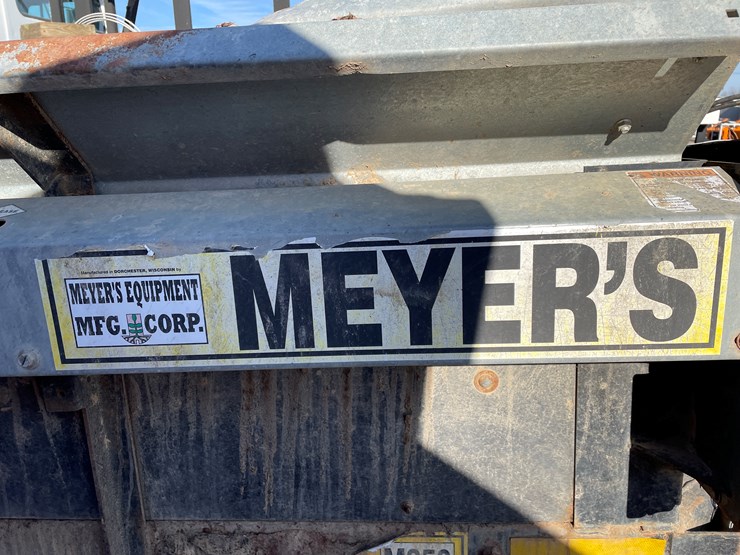 Manufactured in DORCHESTER, WISCONSIN by
MEYER'S EQUIPMENT
MFG. CORP.
MEYER'S